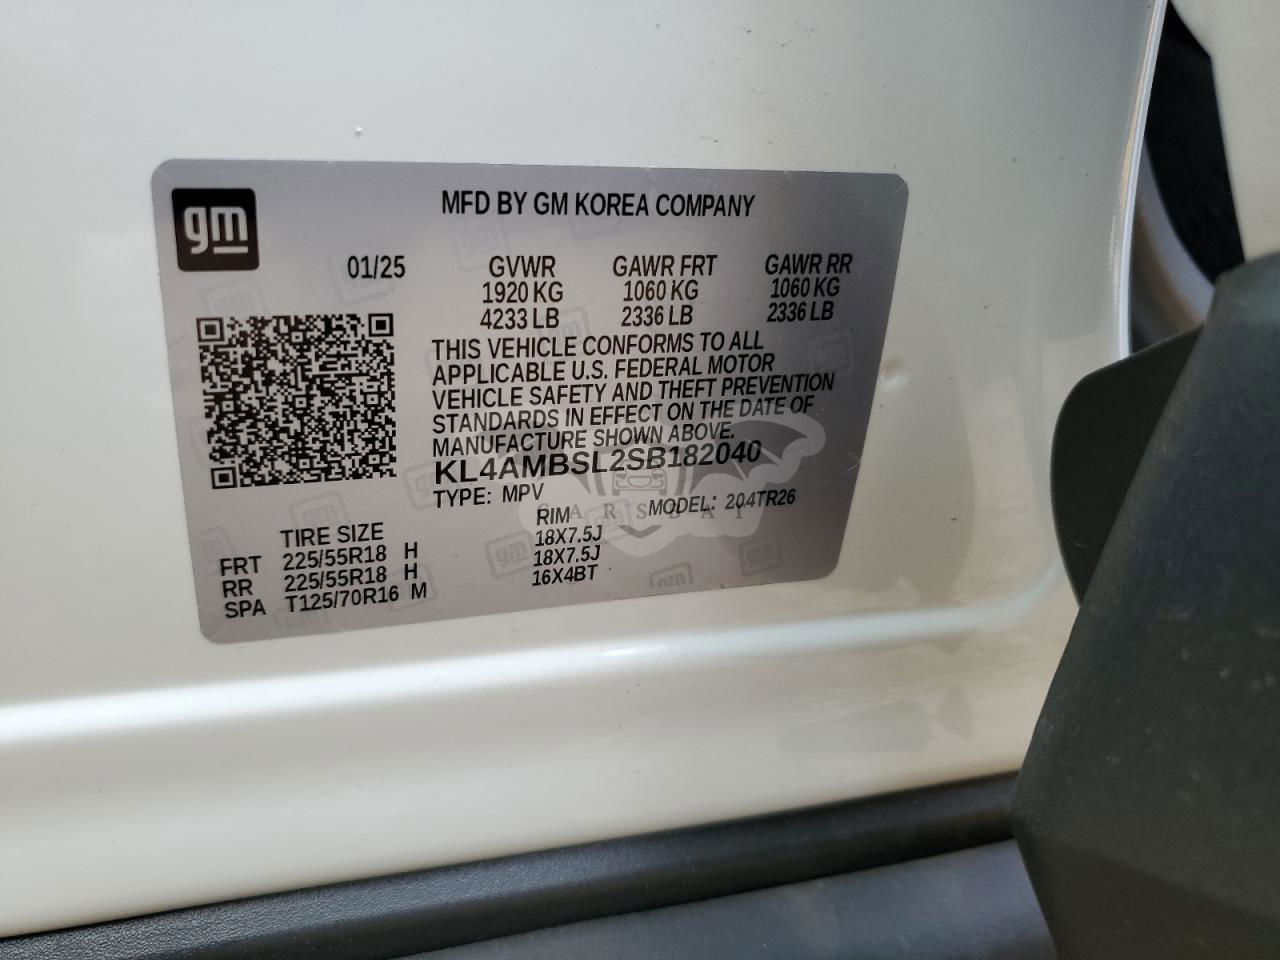 gm
MFD BY GM KOREA COMPANY
01/25 GVWR GAWR FRT GAWR RR
1920 KG 1060 KG 1060 KG
4233 LB 2336 LB 2336 LB
THIS VEHICLE CONFORMS TO ALL
APPLICABLE U.S. FEDERAL MOTOR
VEHICLE SAFETY AND THEFT PREVENTION
STANDARDS IN EFFECT ON THE DATE OF
MANUFACTURE SHOWN ABOVE.
KL4AMBSL2SB182040
TYPE: MPV MODEL: 204TR26
CARSBAT
TIRE SIZE RIM
FRT 225/55R18 H 18X7.5J
RR 225/55R18 H 18X7.5J
SPA T125/70R16 M 16X4BT